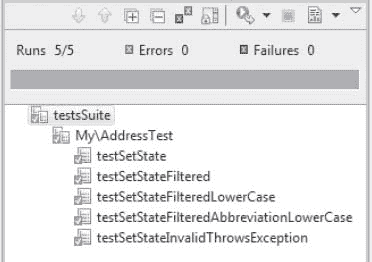 Runs 5/5 Errors 0 Failures 0
testsSuite
My\AddressTest
testSetState
testSetStateFiltered
testSetStateFilteredLowerCase
testSetStateFilteredAbbreviationLowerCase
testSetStateInvalidThrowsException